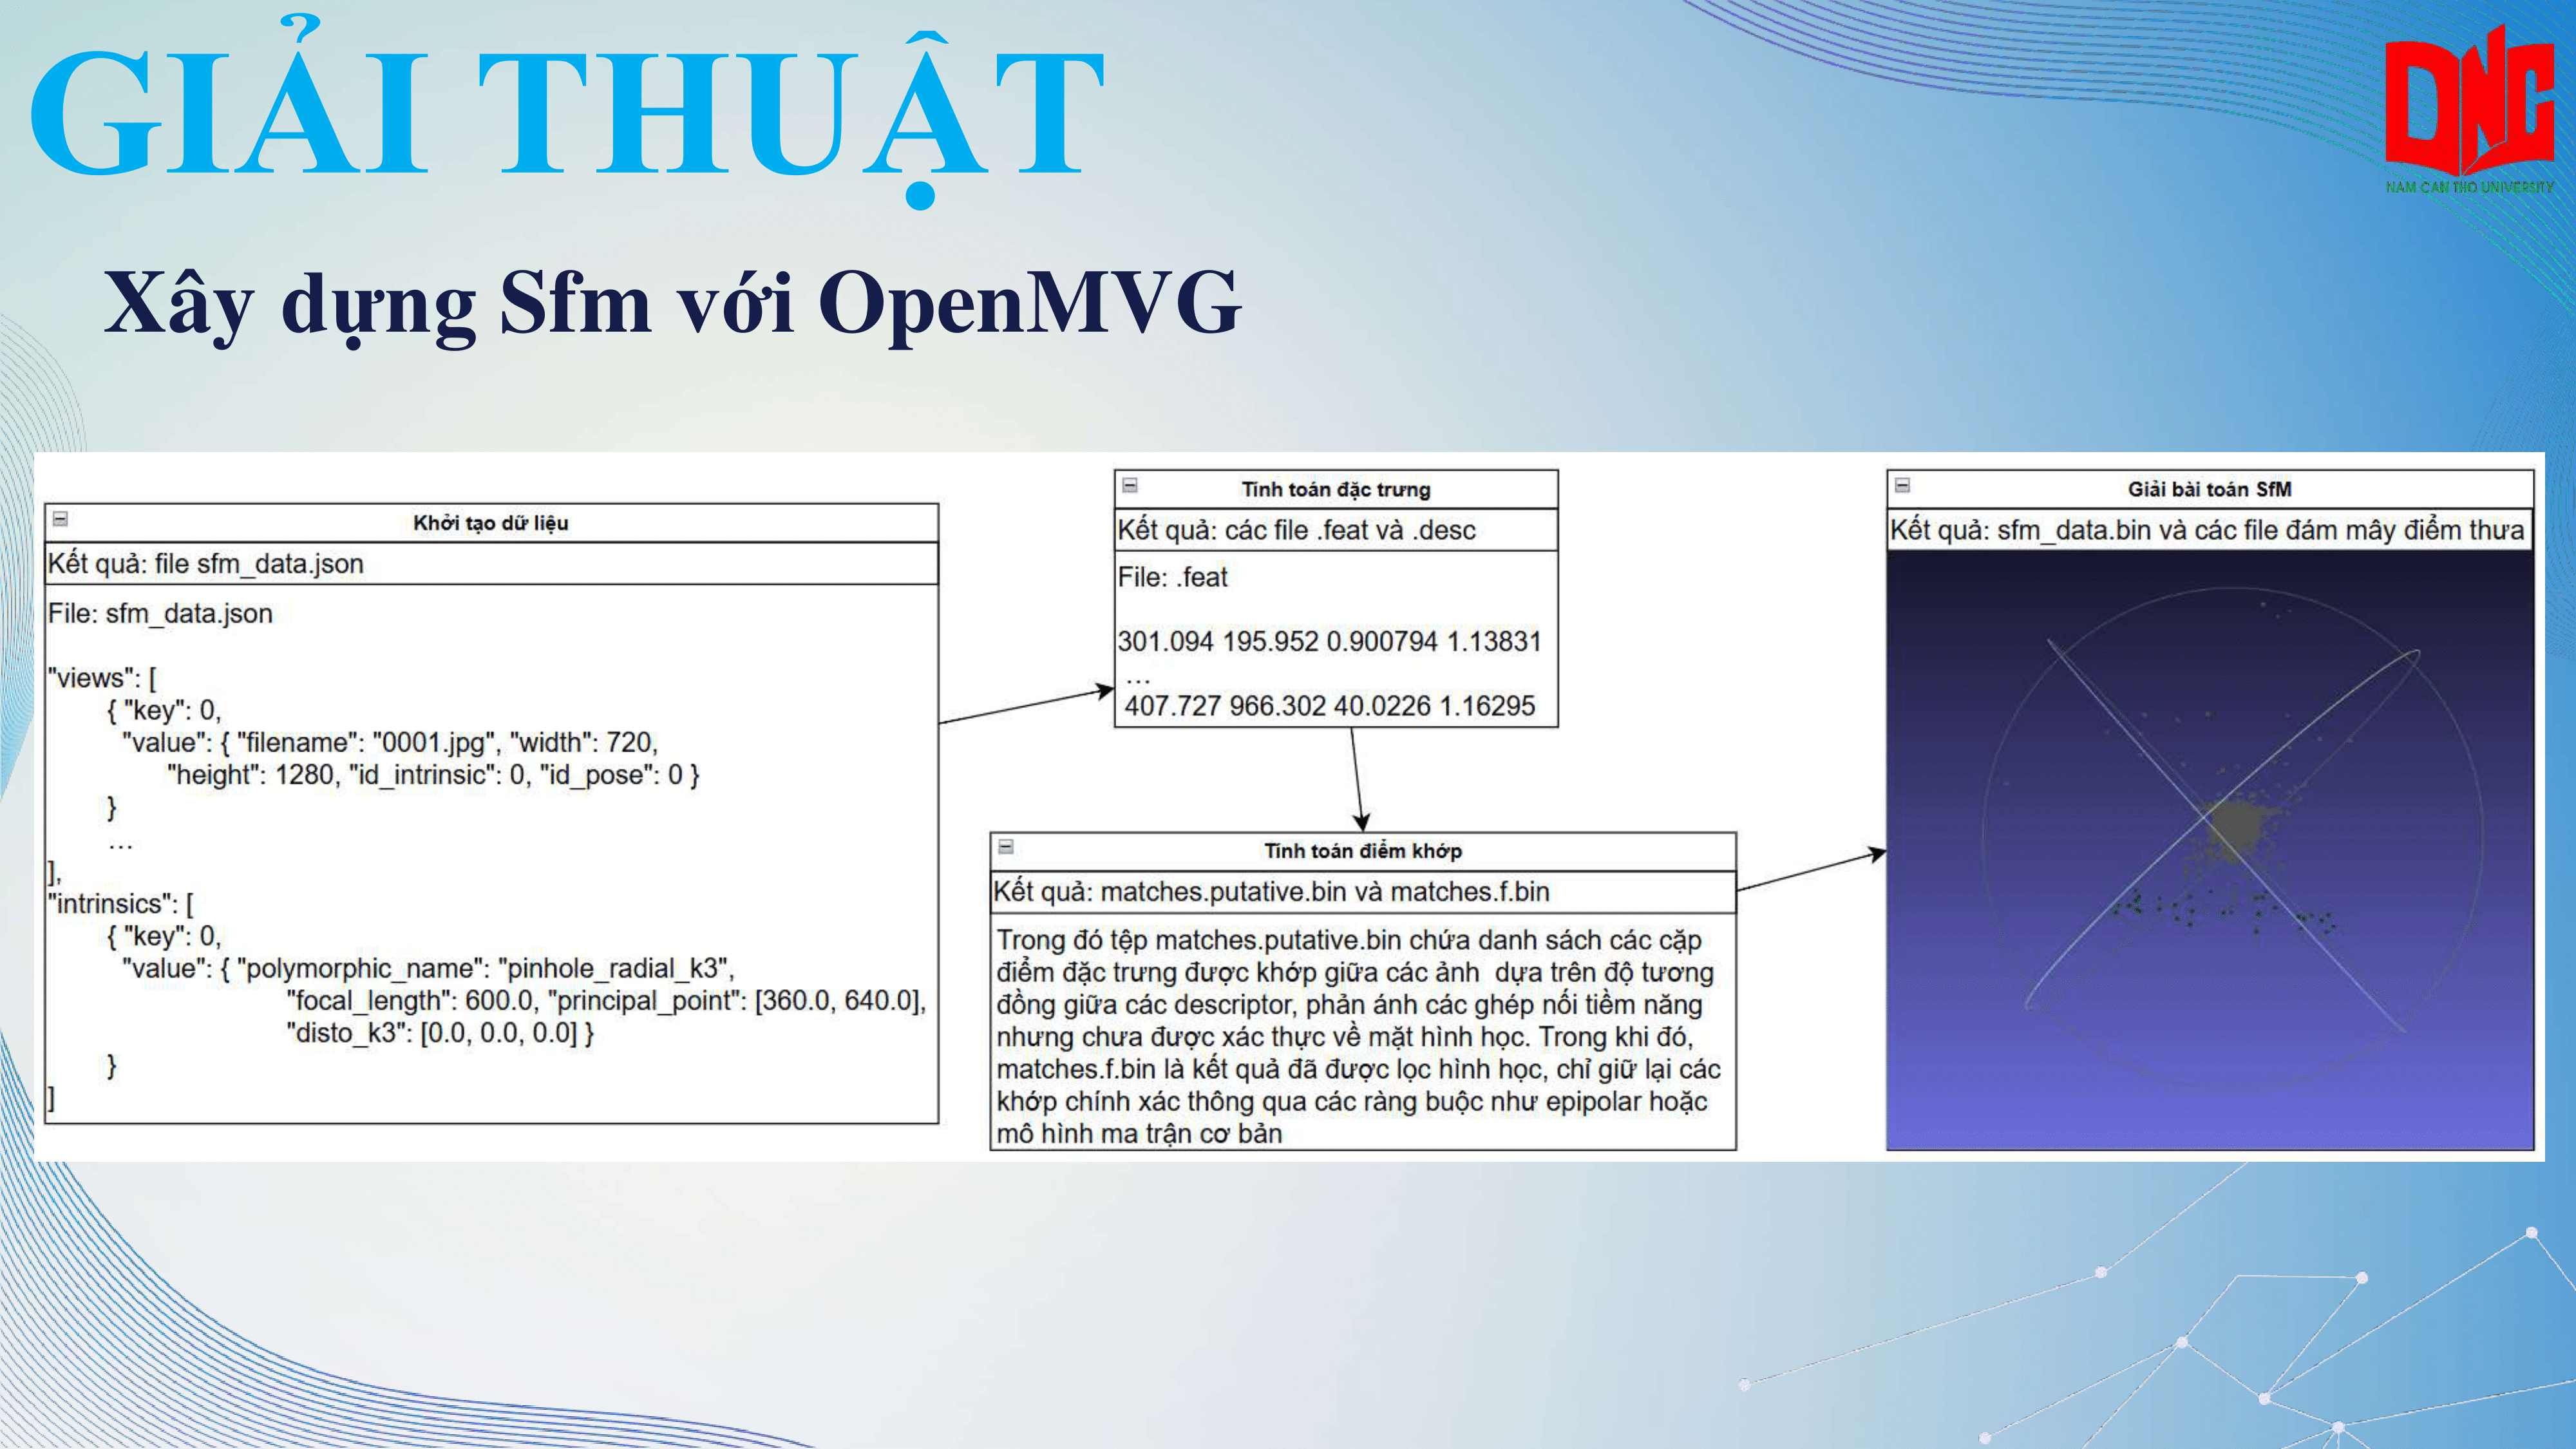 GIẢI THUẬT
NAM CAN THO UNIVERSITY
Xây dựng Sfm với OpenMVG
Khởi tạo dữ liệu
Kết quả: file sfm_data.json
File: sfm_data.json
"views": [
{ "key": 0,
"value": { "filename": "0001.jpg", "width": 720,
"height": 1280, "id_intrinsic": 0, "id_pose": 0 }
}
...
],
"intrinsics": [
{ "key": 0,
"value": { "polymorphic_name": "pinhole_radial_k3",
"focal_length": 600.0, "principal_point": [360.0, 640.0],
"disto_k3": [0.0, 0.0, 0.0] }
}
]
Tính toán đặc trưng
Kết quả: các file .feat và .desc
File: .feat
301.094 195.952 0.900794 1.13831
...
407.727 966.302 40.0226 1.16295
Tính toán điểm khớp
Kết quả: matches.putative.bin và matches.f.bin
Trong đó tệp matches.putative.bin chứa danh sách các cặp
điểm đặc trưng được khớp giữa các ảnh dựa trên độ tương
đồng giữa các descriptor, phản ánh các ghép nối tiềm năng
nhưng chưa được xác thực về mặt hình học. Trong khi đó,
matches.f.bin là kết quả đã được lọc hình học, chỉ giữ lại các
khớp chính xác thông qua các ràng buộc như epipolar hoặc
mô hình ma trận cơ bản
Giải bài toán SfM
Kết quả: sfm_data.bin và các file đám mây điểm thưa